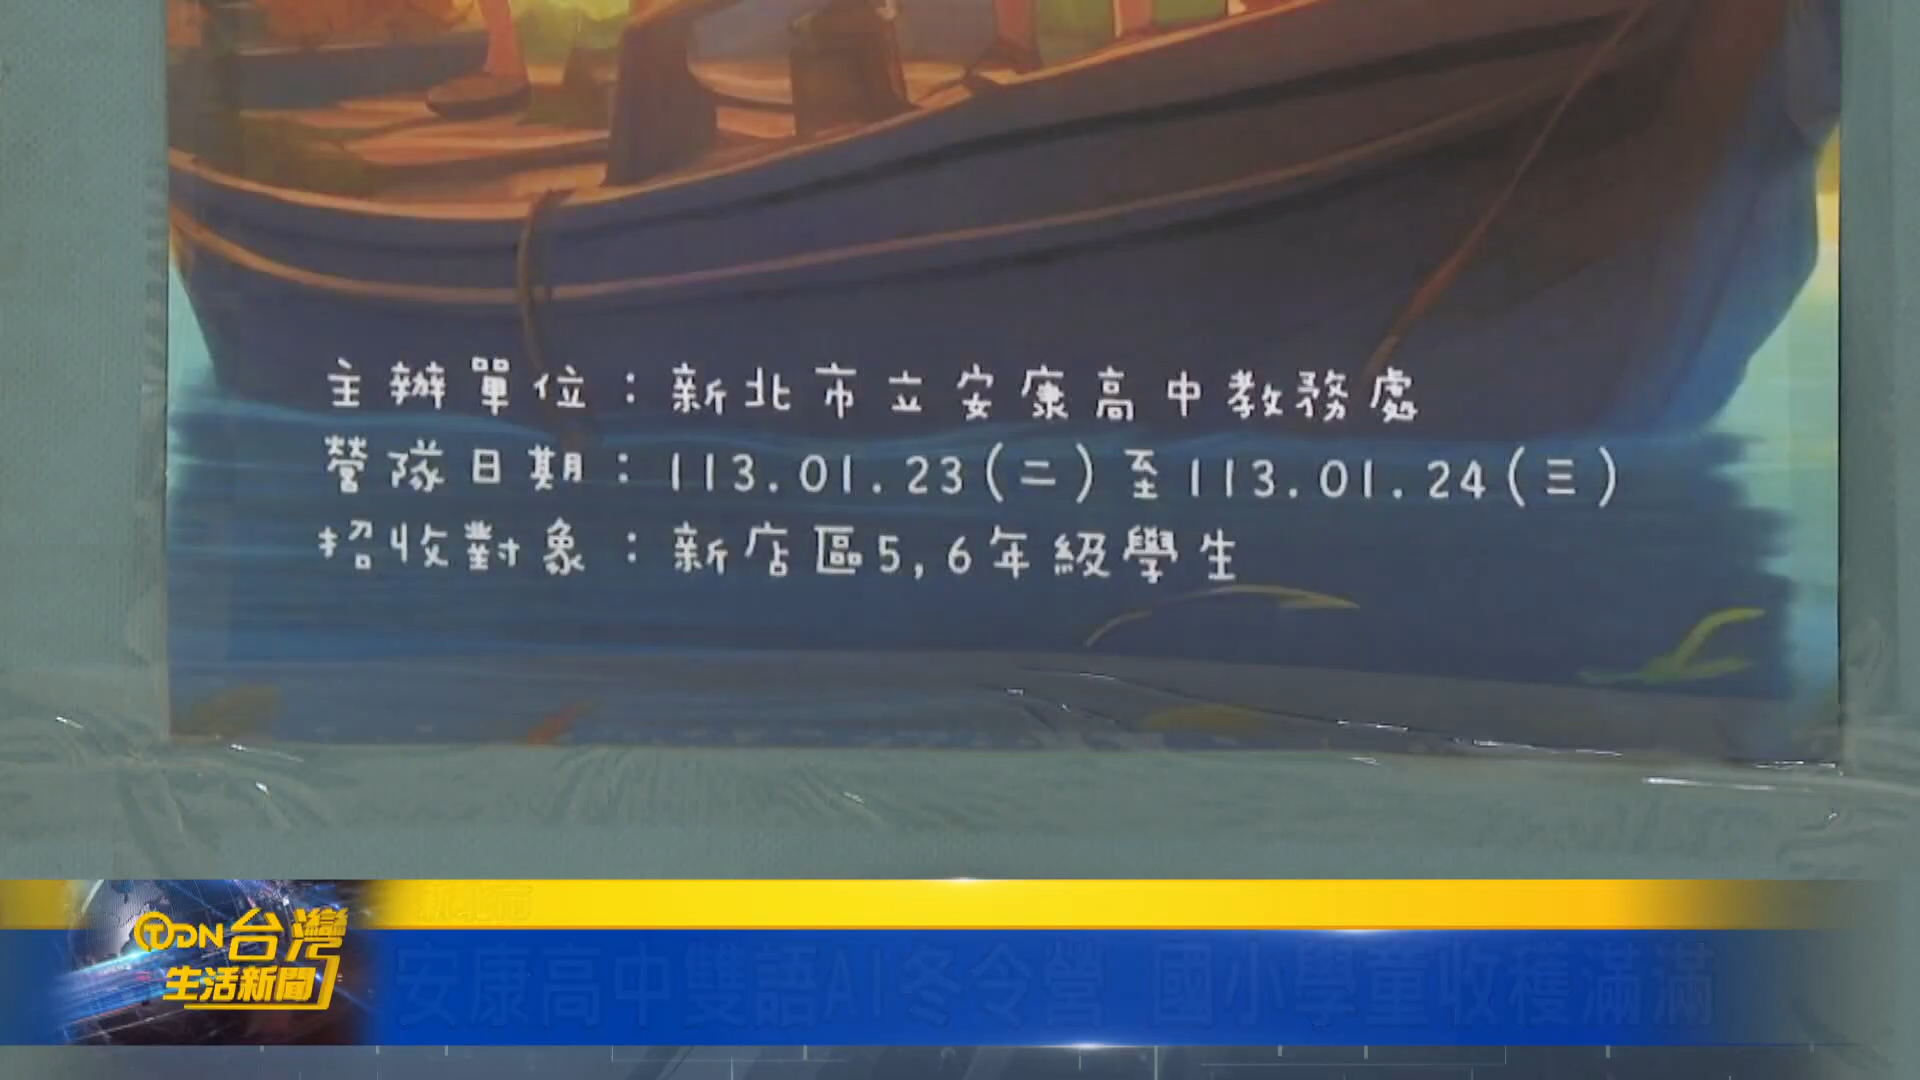 主辦單位：新北市立安康高中教務處
營隊日期：113.01.23(二)至113.01.24(三)
招收對象：新店區5,6年級學生
新北市
TDN台灣
生活新聞
安康高中雙語AI冬令營 國小學童收穫滿滿